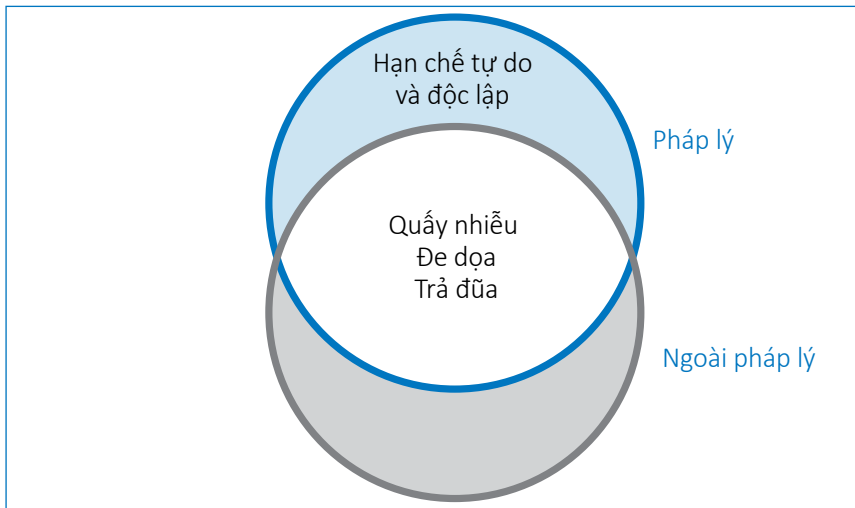 Hạn chế tự do
và độc lập
Pháp lý
Quấy nhiễu
Đe dọa
Trả đũa
Ngoài pháp lý